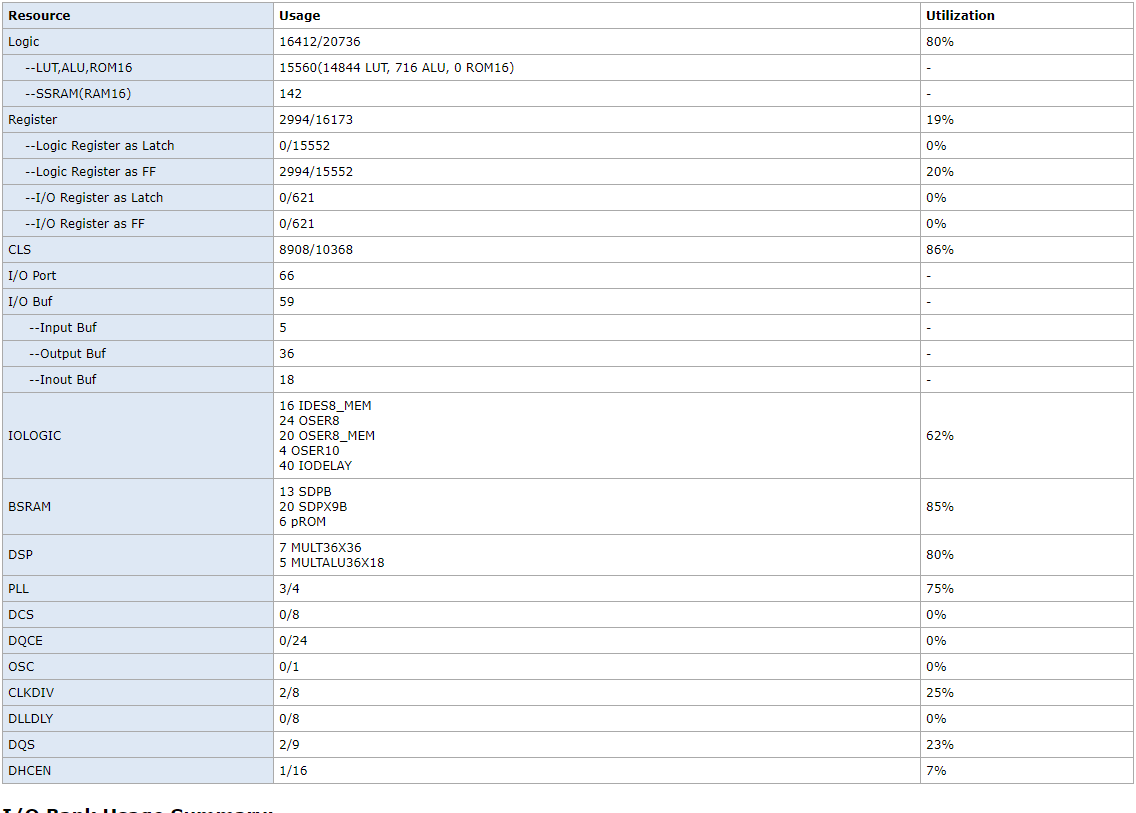 Resource Usage Utilization
Logic 16412/20736 80%
--LUT,ALU,ROM16 15560(14844 LUT, 716 ALU, 0 ROM16) -
--SSRAM(RAM16) 142 -
Register 2994/16173 19%
--Logic Register as Latch 0/15552 0%
--Logic Register as FF 2994/15552 20%
--I/O Register as Latch 0/621 0%
--I/O Register as FF 0/621 0%
CLS 8908/10368 86%
I/O Port 66 -
I/O Buf 59 -
--Input Buf 5 -
--Output Buf 36 -
--Inout Buf 18 -
IOLOGIC
16 IDES8_MEM
24 OSER8
20 OSER8_MEM
4 OSER10
40 IODELAY
62%
BSRAM
13 SDPB
20 SDPX9B
6 pROM
85%
DSP
7 MULT36X36
5 MULTALU36X18
80%
PLL 3/4 75%
DCS 0/8 0%
DQCE 0/24 0%
OSC 0/1 0%
CLKDIV 2/8 25%
DLLDLY 0/8 0%
DQS 2/9 23%
DHCEN 1/16 7%
I/O Bank Usage Summary